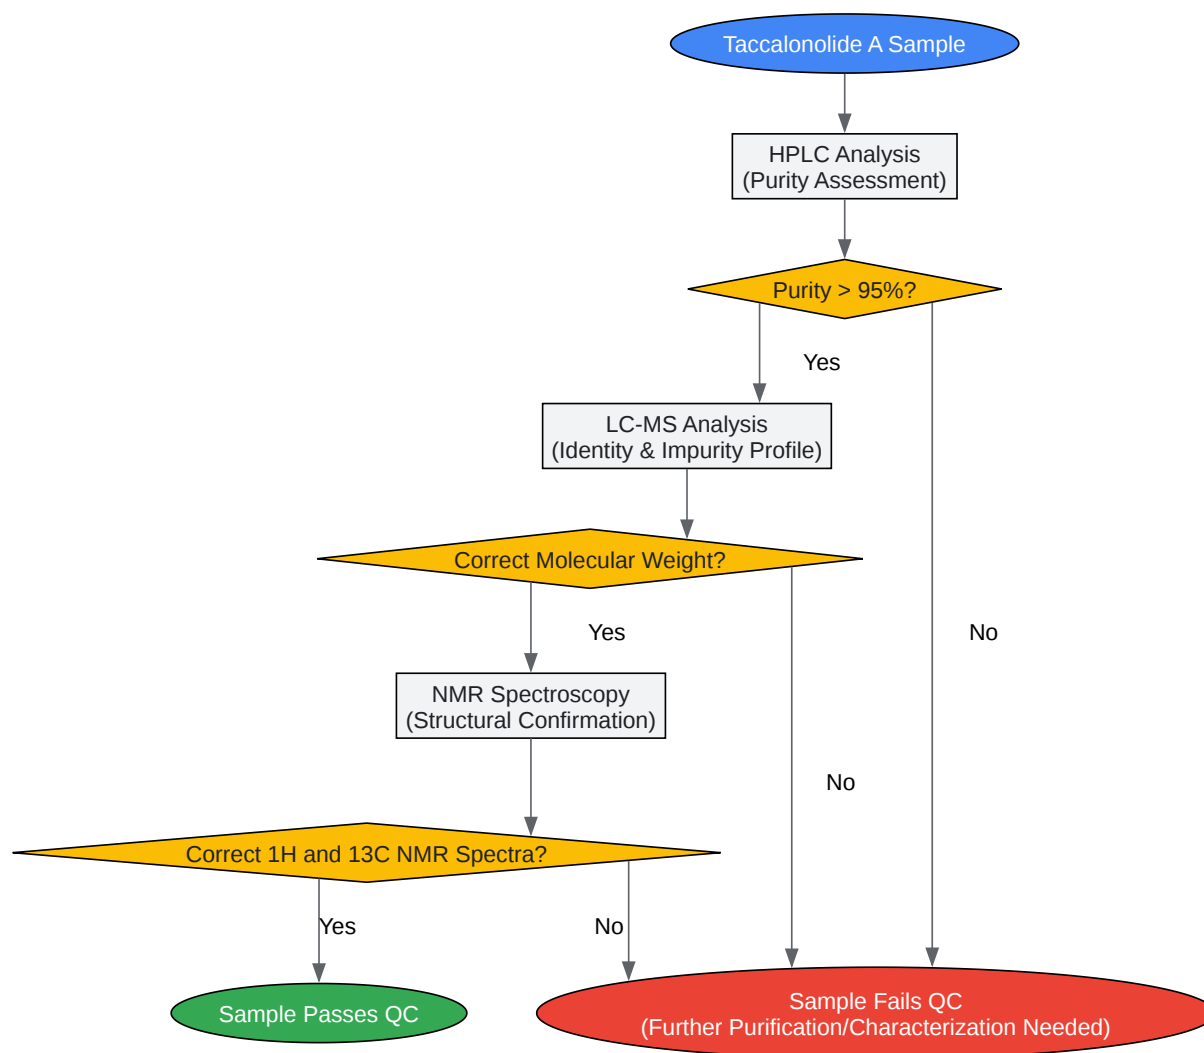 Taccalonolide A Sample
HPLC Analysis
(Purity Assessment)
Purity > 95%?
Yes
LC-MS Analysis
(Identity & Impurity Profile)
Correct Molecular Weight?
Yes
No
NMR Spectroscopy
(Structural Confirmation)
No
Correct 1H and 13C NMR Spectra?
Yes
No
Sample Passes QC
Sample Fails QC
(Further Purification/Characterization Needed)